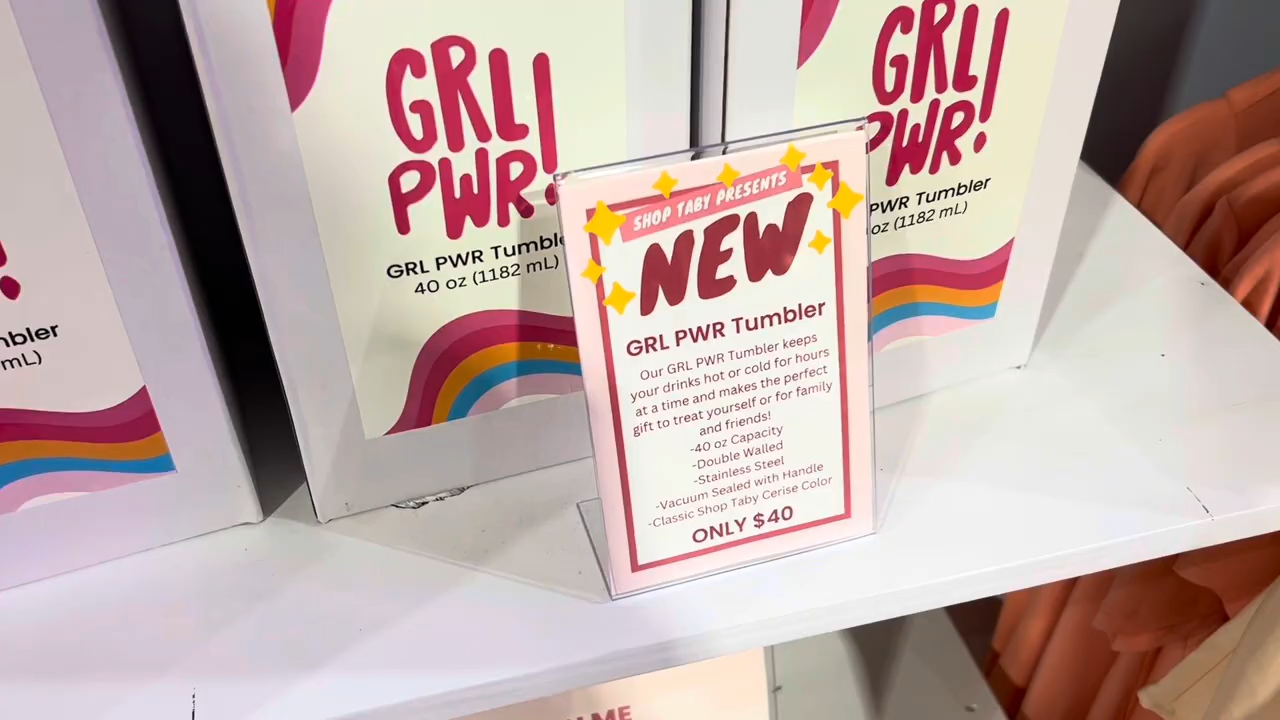 GRL
PWR!
GRL PWR Tumbler
40 oz (1182 mL)
GRL
PWR!
PWR Tumbler
oz (1182 mL)
mL)
SHOP TABY PRESENTS
NEW
GRL PWR Tumbler
Our GRL PWR Tumbler keeps
your drinks hot or cold for hours
at a time and makes the perfect
gift to treat yourself or for family
and friends!
-40 oz Capacity
-Double Walled
-Stainless Steel
-Vacuum Sealed with Handle
-Classic Shop Taby Cerise Color
ONLY $40
ME